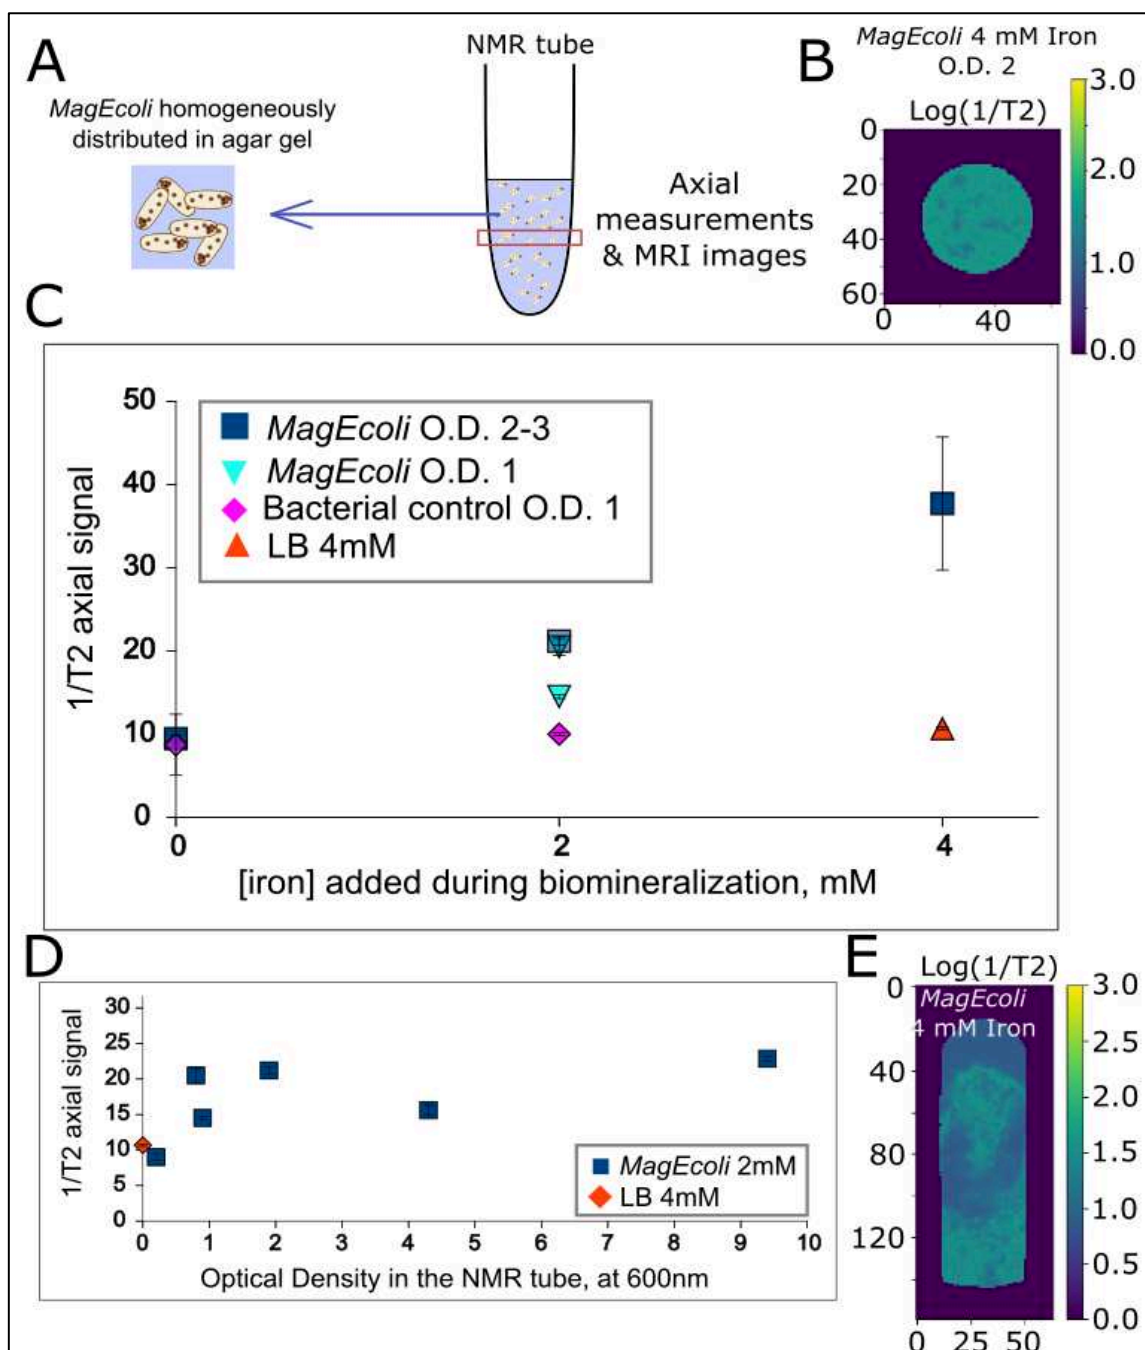 A
NMR tube
MagEcoli homogeneously
distributed in agar gel
Axial
measurements
& MRI images
B
MagEcoli 4 mM Iron
O.D. 2
Log(1/T2)
0
20
40
60
0
40
3.0
2.0
1.0
0.0
C
50
40
30
20
10
0
1/T2 axial signal
MagEcoli O.D. 2-3
MagEcoli O.D. 1
Bacterial control O.D. 1
LB 4mM
0
2
4
[iron] added during biomineralization, mM
D
30
25
20
15
10
5
0
1/T2 axial signal
MagEcoli 2mM
LB 4mM
0
1
2
3
4
5
6
7
8
9
10
Optical Density in the NMR tube, at 600nm
E
Log(1/T2)
MagEcoli
4 mM Iron
0
40
80
120
0
25
50
3.0
2.5
2.0
1.5
1.0
0.5
0.0